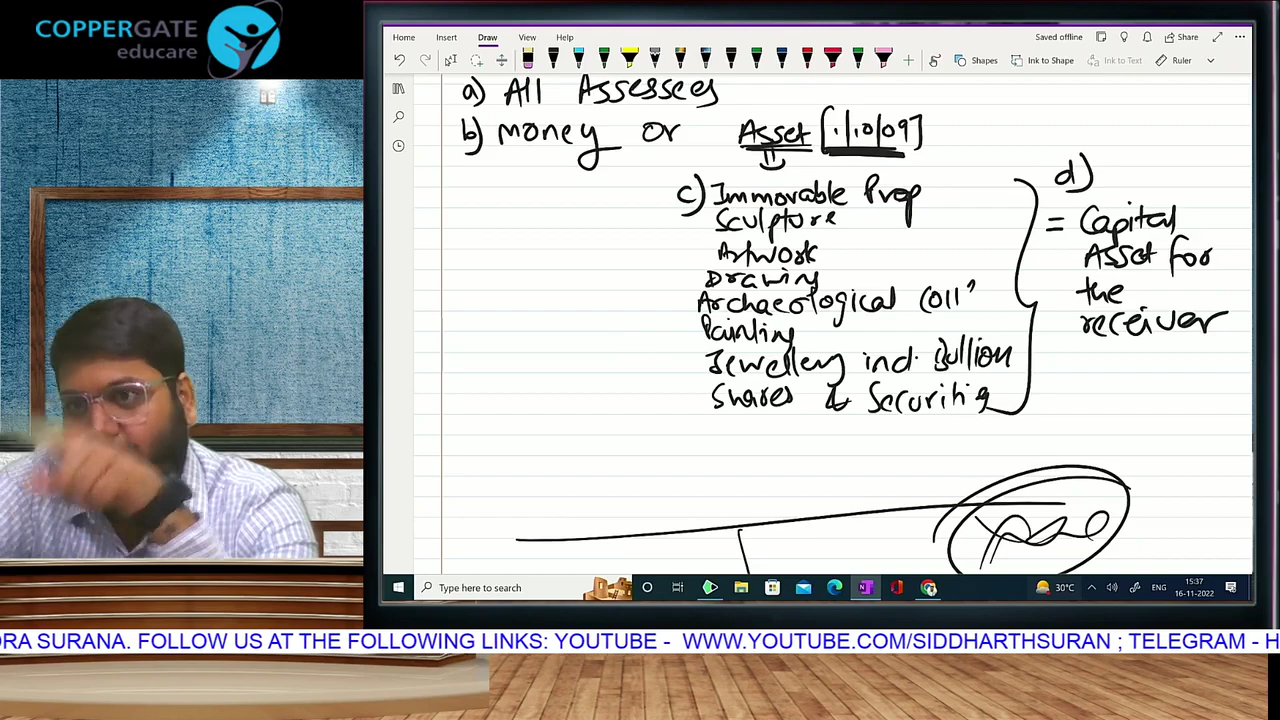 COPPERGATE
educare
Home Insert Draw View Help
Saved offline
Share
Shapes
Ink to Shape
Ink to Text
Ruler
a) All Assessees
b) money or Asset [1/10/09]
c) Immovable Prop
Sculpture
Artwork
Drawing
Archaeological Coll'
Painting
Jewellery incl. Bullion
Shares & Securities
d)
= Capital
Asset for
the
receiver
Type here to search
30°C
ENG
15:37
16-11-2022
ORA SURANA. FOLLOW US AT THE FOLLOWING LINKS: YOUTUBE - WWW.YOUTUBE.COM/SIDDHARTHSURAN ; TELEGRAM - H